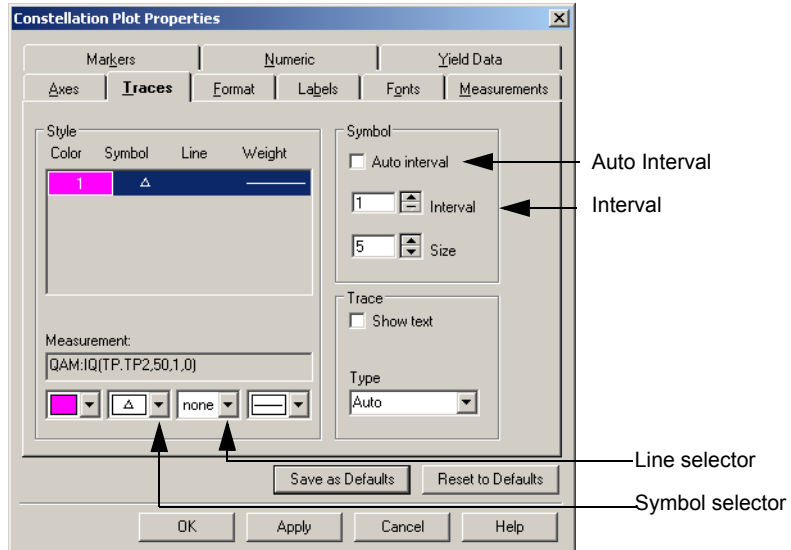 Constellation Plot Properties
Markers Numeric Yield Data
Axes Traces Format Labels Fonts Measurements
Style
Color Symbol Line Weight
1
Symbol
Auto interval
1 Interval
5 Size
Auto Interval
Interval
Trace
Show text
Type
Auto
Measurement:
QAM:IQ(TP.TP2,50,1,0)
none
Line selector
Symbol selector
Save as Defaults Reset to Defaults
OK Apply Cancel Help